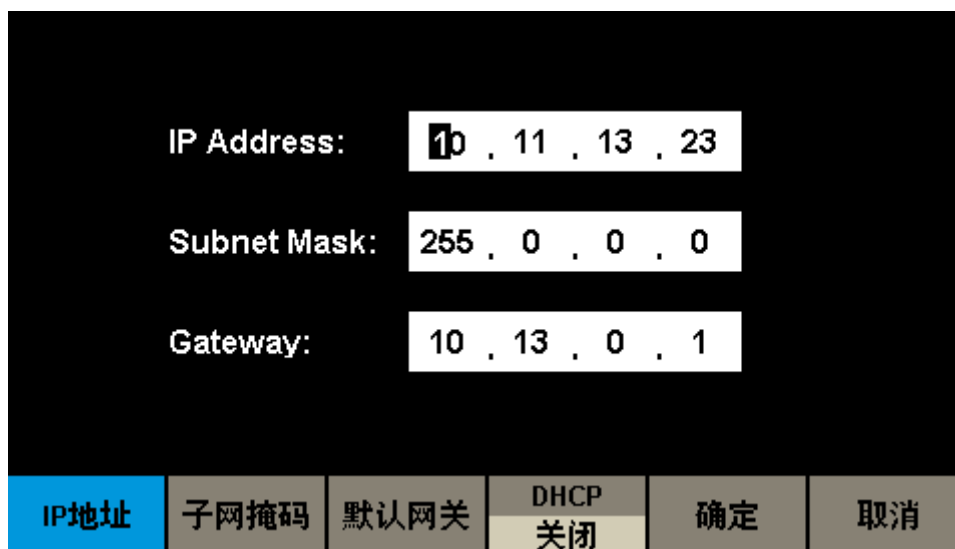 IP Address: 10 . 11 . 13 . 23
Subnet Mask: 255 . 0 . 0 . 0
Gateway: 10 . 13 . 0 . 1
IP地址 子网掩码 默认网关 DHCP 确定 取消
关闭